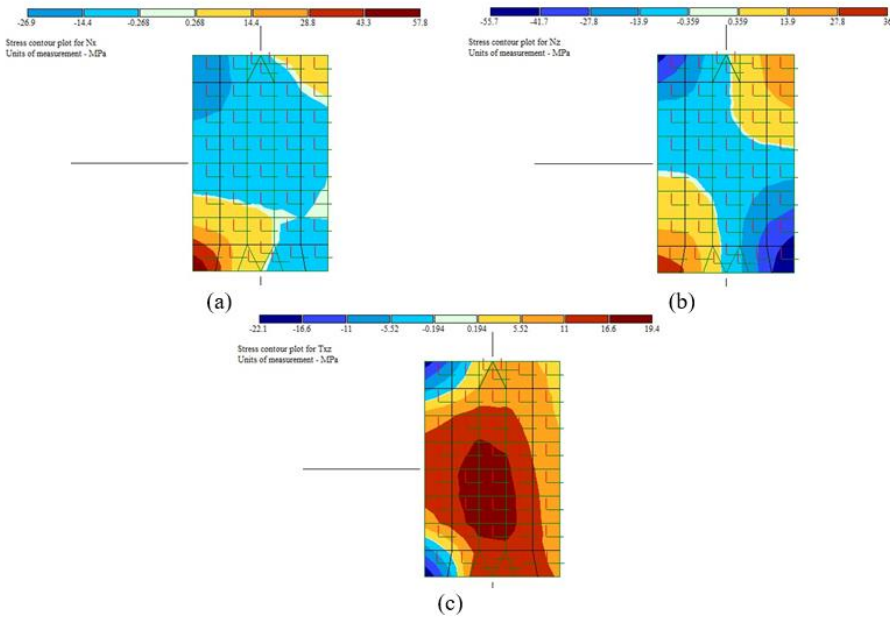 -26.9 -14.4 -0.268 0.268 14.4 28.8 43.3 57.8
Stress contour plot for Nx
Units of measurement - MPa
-55.7 -41.7 -27.8 -13.9 -0.359 0.359 13.9 27.8 36
Stress contour plot for Nz
Units of measurement - MPa
(a)
(b)
-22.1 -16.6 -11 -5.52 -0.194 0.194 5.52 11 16.6 19.4
Stress contour plot for Txz
Units of measurement - MPa
(c)